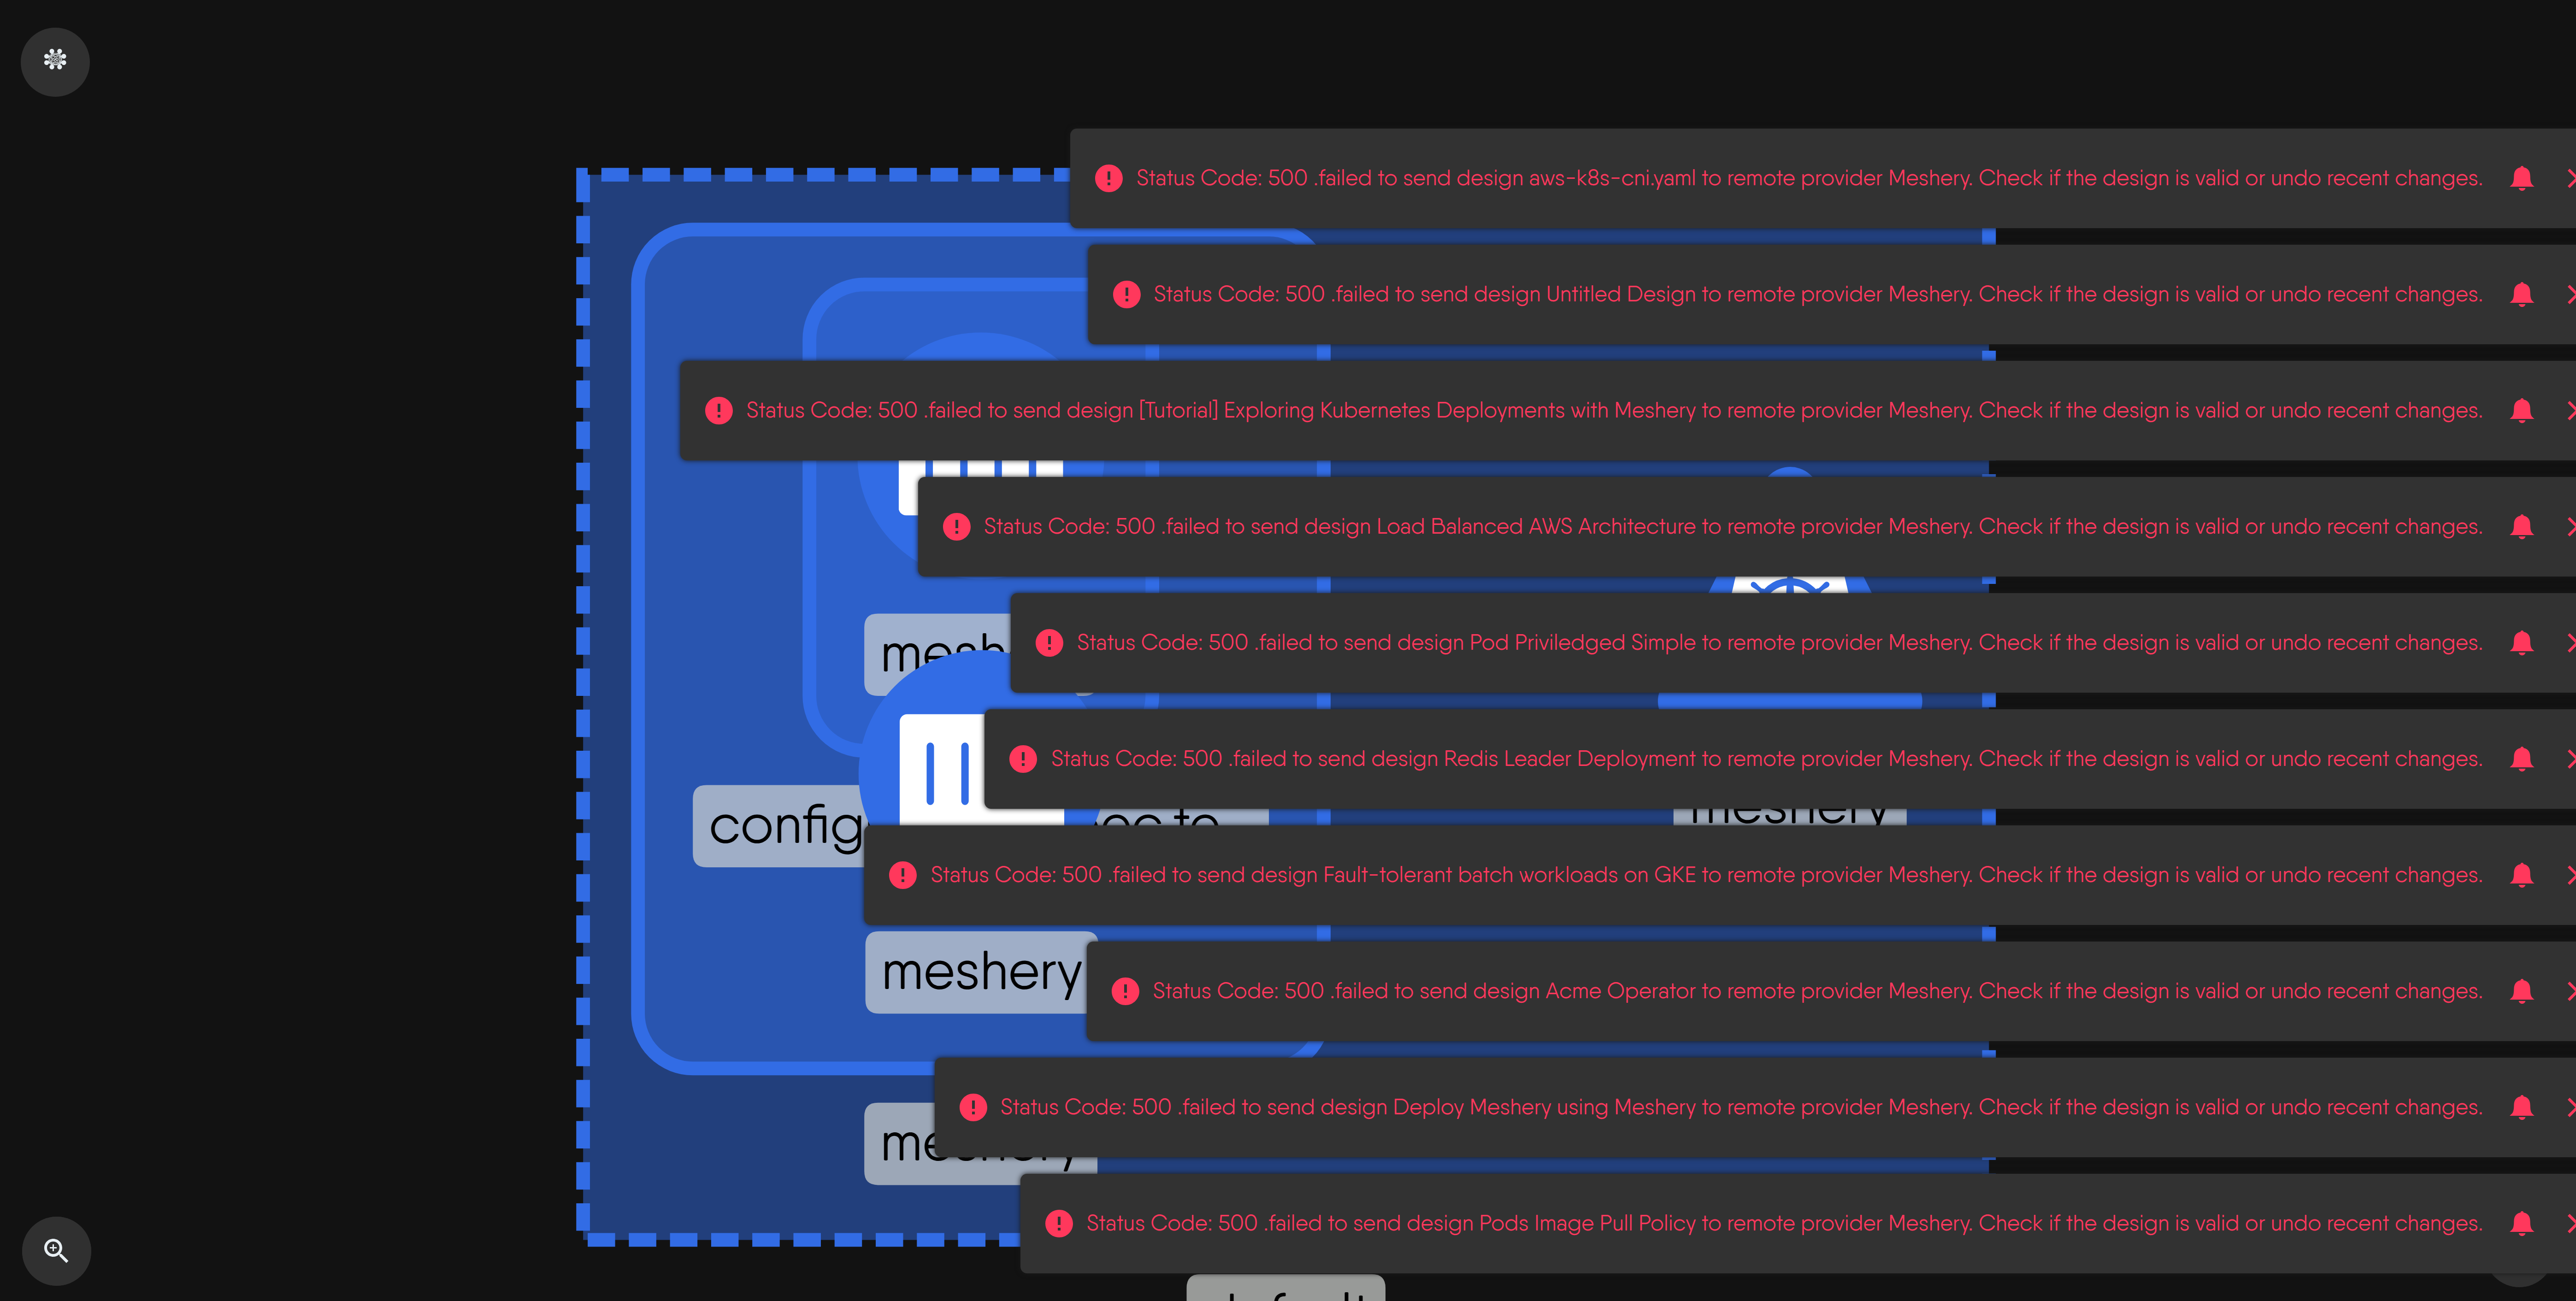 Status Code: 500 .failed to send design aws-k8s-cni.yaml to remote provider Meshery. Check if the design is valid or undo recent changes.
Status Code: 500 .failed to send design Untitled Design to remote provider Meshery. Check if the design is valid or undo recent changes.
Status Code: 500 .failed to send design [Tutorial] Exploring Kubernetes Deployments with Meshery to remote provider Meshery. Check if the design is valid or undo recent changes.
Status Code: 500 .failed to send design Load Balanced AWS Architecture to remote provider Meshery. Check if the design is valid or undo recent changes.
Status Code: 500 .failed to send design Pod Priviledged Simple to remote provider Meshery. Check if the design is valid or undo recent changes.
mesh
Status Code: 500 .failed to send design Redis Leader Deployment to remote provider Meshery. Check if the design is valid or undo recent changes.
config to
meshery
Status Code: 500 .failed to send design Fault-tolerant batch workloads on GKE to remote provider Meshery. Check if the design is valid or undo recent changes.
meshery
Status Code: 500 .failed to send design Acme Operator to remote provider Meshery. Check if the design is valid or undo recent changes.
Status Code: 500 .failed to send design Deploy Meshery using Meshery to remote provider Meshery. Check if the design is valid or undo recent changes.
meshery
Status Code: 500 .failed to send design Pods Image Pull Policy to remote provider Meshery. Check if the design is valid or undo recent changes.
default